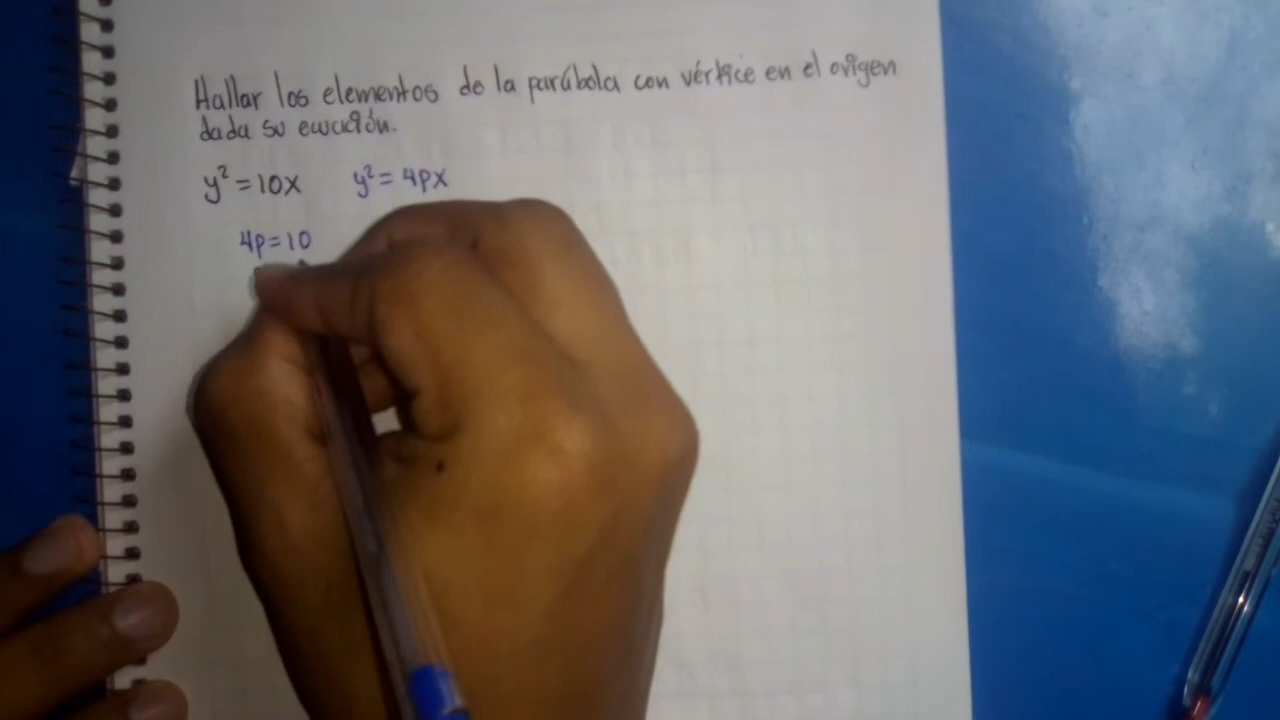 Hallar los elementos de la parábola con vértice en el origen
dada su ecuación.
y² = 10x y² = 4px
4p = 10